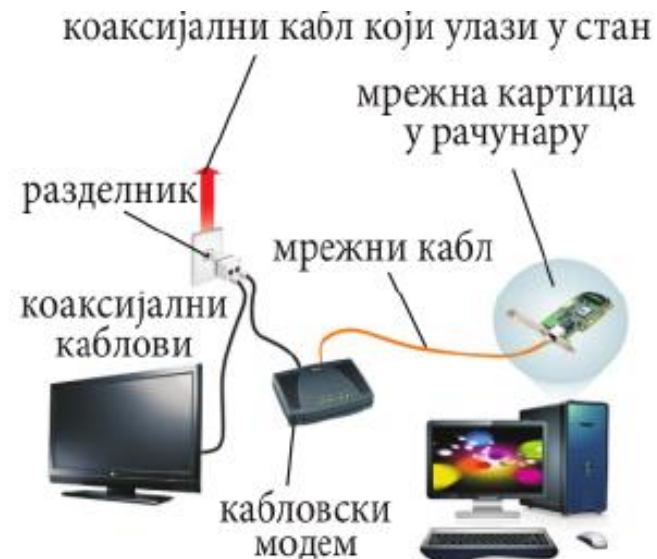 коаксијални кабл који улази у стан
мрежна картица
у рачунару
разделник
мрежни кабл
коаксијални
каблови
кабловски
модем